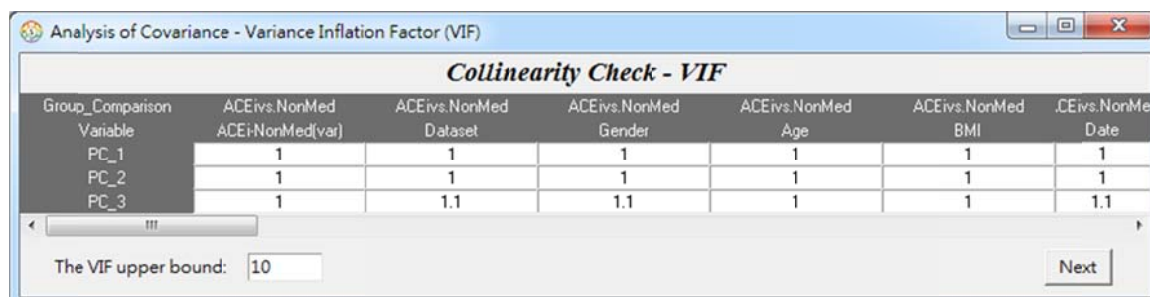 Analysis of Covariance - Variance Inflation Factor (VIF)
Collinearity Check - VIF
Group_Comparison ACEivs.NonMed ACEivs.NonMed ACEivs.NonMed ACEivs.NonMed ACEivs.NonMed .CEivs.NonMe
Variable ACEi-NonMed(var) Dataset Gender Age BMI Date
PC_1 1 1 1 1 1 1
PC_2 1 1 1 1 1 1
PC_3 1 1.1 1.1 1 1 1.1
The VIF upper bound: 10 Next